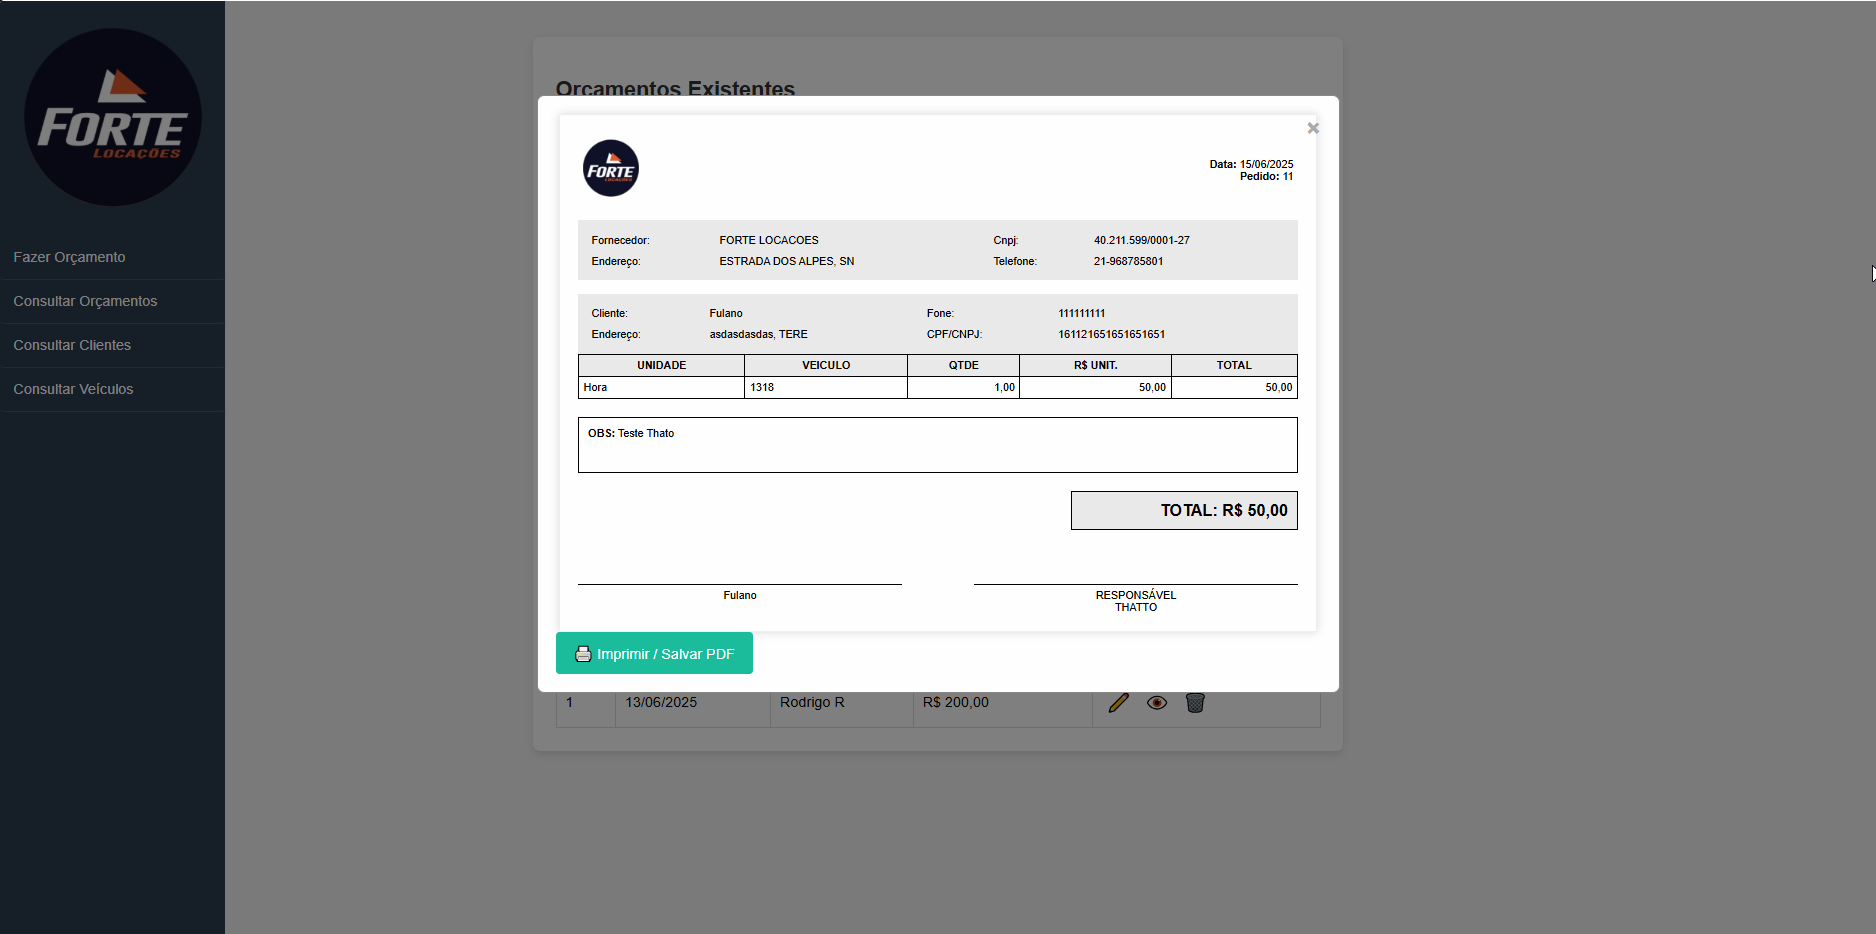 FORTE
LOCAÇÕES
Fazer Orçamento
Consultar Orçamentos
Consultar Clientes
Consultar Veículos
Orçamentos Existentes
×
FORTE
LOCAÇÕES
Data: 15/06/2025
Pedido: 11
Fornecedor: FORTE LOCACOES Cnpj: 40.211.599/0001-27
Endereço: ESTRADA DOS ALPES, SN Telefone: 21-968785801
Cliente: Fulano Fone: 111111111
Endereço: asdasdasdas, TERE CPF/CNPJ: 161121651651651651
UNIDADE VEICULO QTDE R$ UNIT. TOTAL
Hora 1318 1,00 50,00 50,00
OBS: Teste Thato
TOTAL: R$ 50,00
Fulano
RESPONSÁVEL
THATTO
Imprimir / Salvar PDF
1 13/06/2025 Rodrigo R R$ 200,00